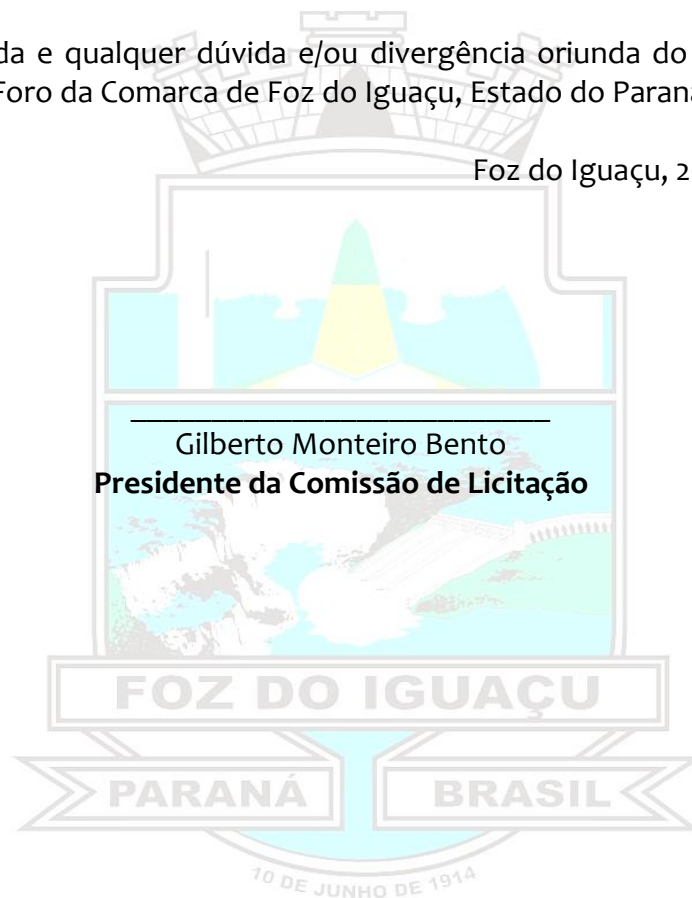 da e qualquer dúvida e/ou divergência oriunda do
Foro da Comarca de Foz do Iguaçu, Estado do Paraná
Foz do Iguaçu, 2
Gilberto Monteiro Bento
Presidente da Comissão de Licitação
FOZ DO IGUAÇU
PARANÁ BRASIL
10 DE JUNHO DE 1914